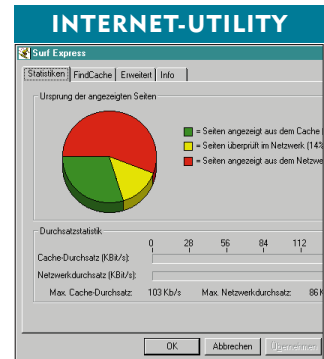 INTERNET-UTILITY
Surf Express
Statistiken FindCache Erweitert Info
Ursprung der angezeigten Seiten
= Seiten angezeigt aus dem Cache (
= Seiten überprüft im Netzwerk (14%
= Seiten angezeigt aus dem Netzwe
Durchsatzstatistik
0 28 56 84 112
Cache-Durchsatz (KBit/s):
Netzwerkdurchsatz (KBit/s):
Max. Cache-Durchsatz: 103 Kb/s Max. Netzwerkdurchsatz: 86 K
OK Abbrechen Übernehmen